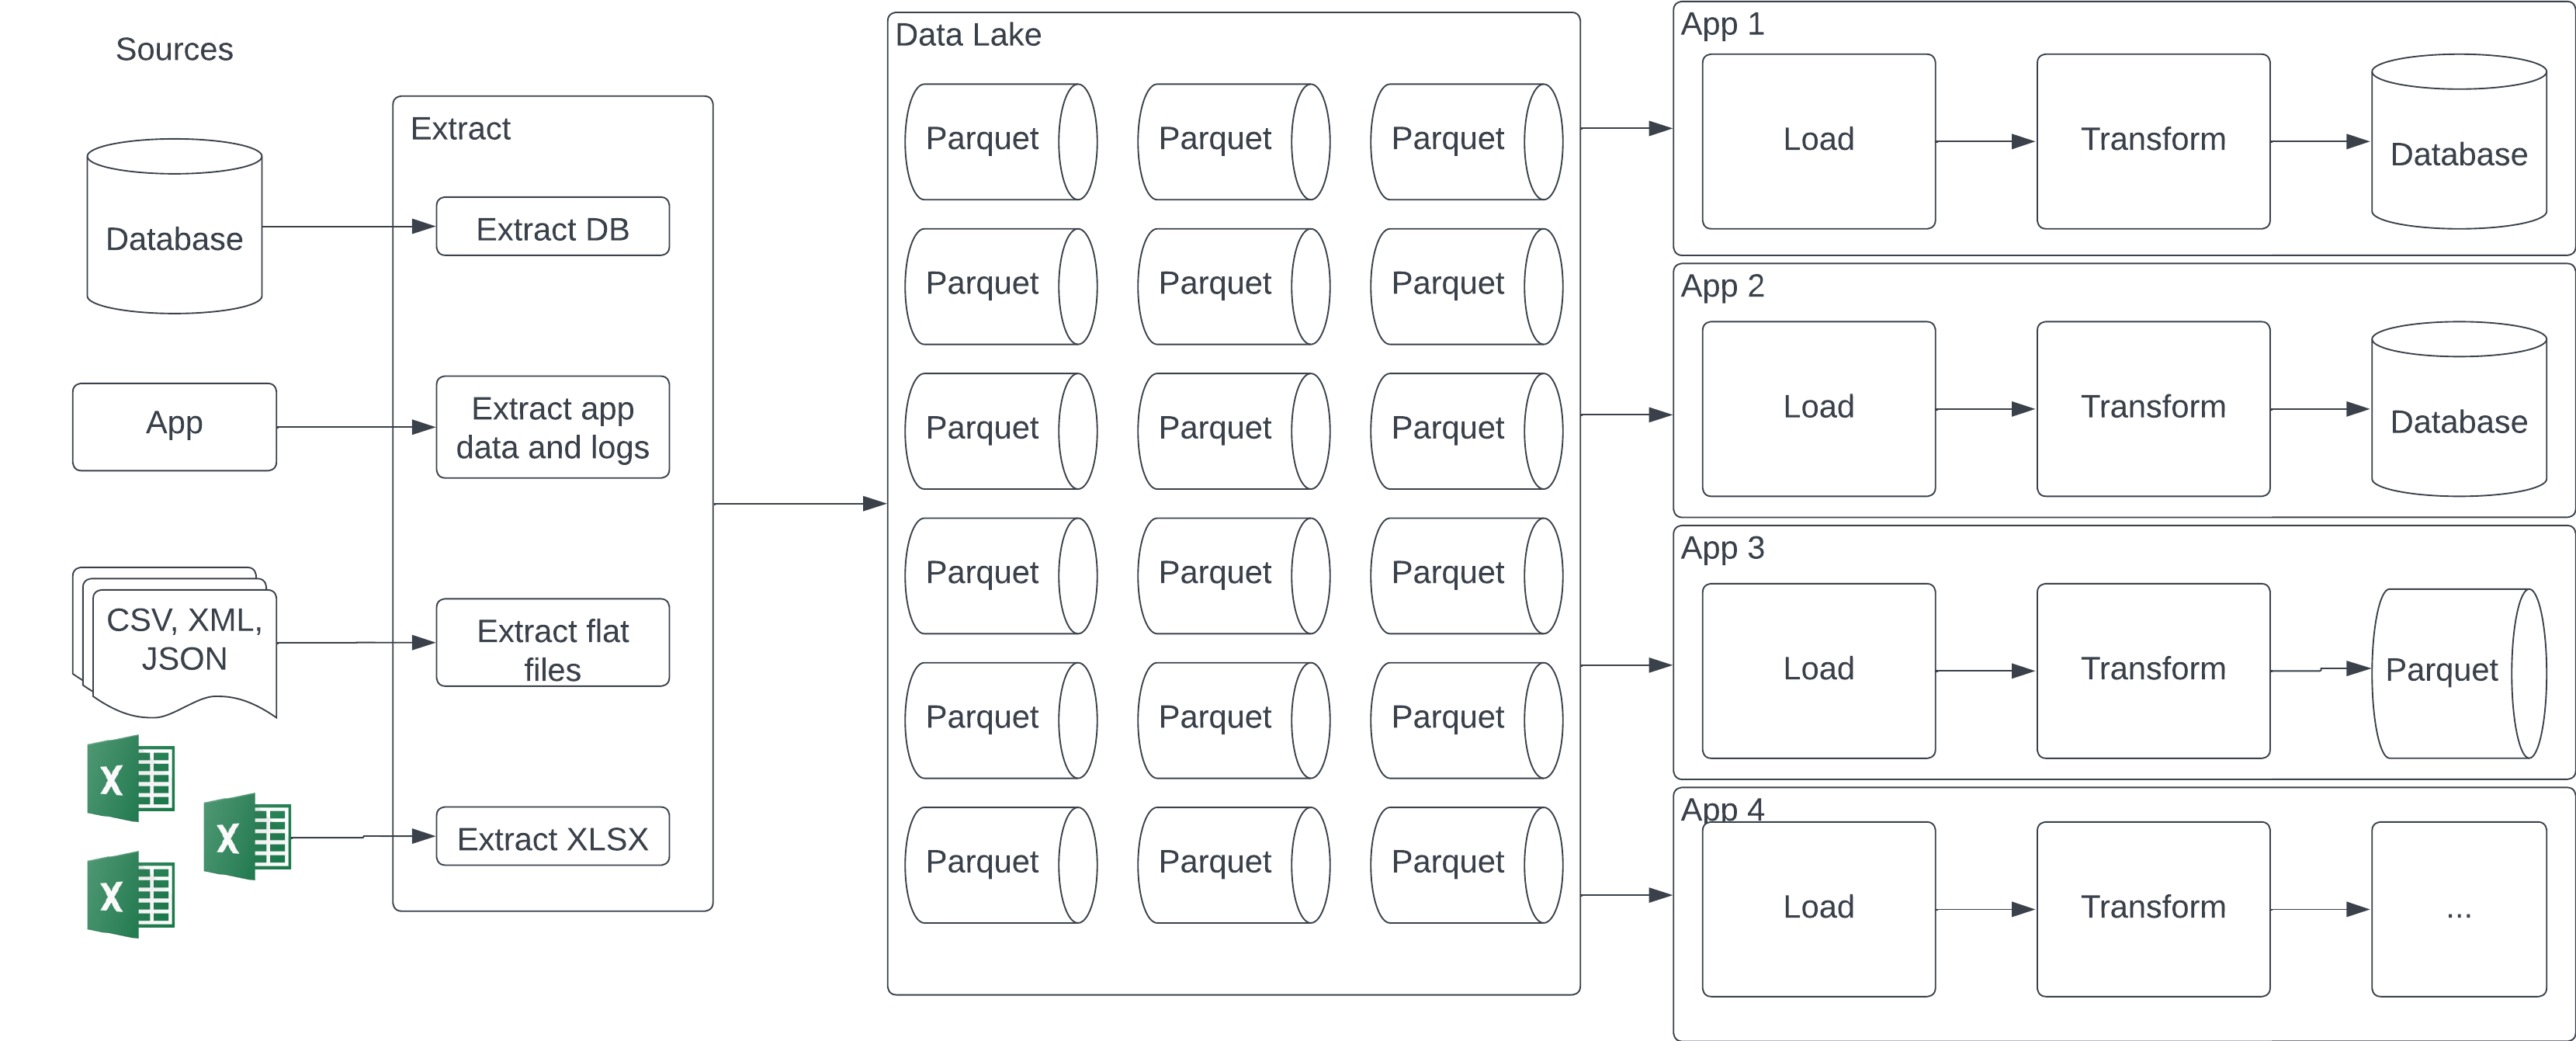 Sources
Database
App
CSV, XML,
JSON
X
X
X
Extract
Extract DB
Extract app
data and logs
Extract flat
files
Extract XLSX
Data Lake
Parquet Parquet Parquet
Parquet Parquet Parquet
Parquet Parquet Parquet
Parquet Parquet Parquet
Parquet Parquet Parquet
Parquet Parquet Parquet
App 1
Load Transform Database
App 2
Load Transform Database
App 3
Load Transform Parquet
App 4
Load Transform ...